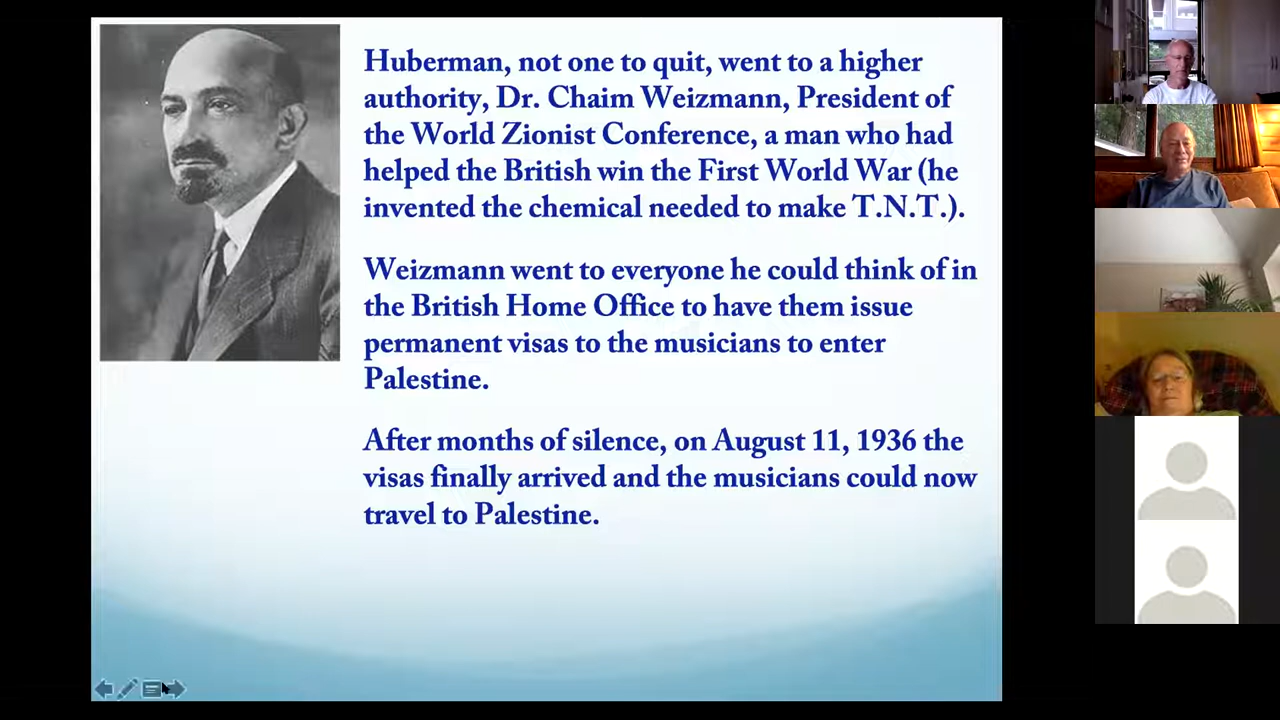 Huberman, not one to quit, went to a higher
authority, Dr. Chaim Weizmann, President of
the World Zionist Conference, a man who had
helped the British win the First World War (he
invented the chemical needed to make T.N.T.).
Weizmann went to everyone he could think of in
the British Home Office to have them issue
permanent visas to the musicians to enter
Palestine.
After months of silence, on August 11, 1936 the
visas finally arrived and the musicians could now
travel to Palestine.